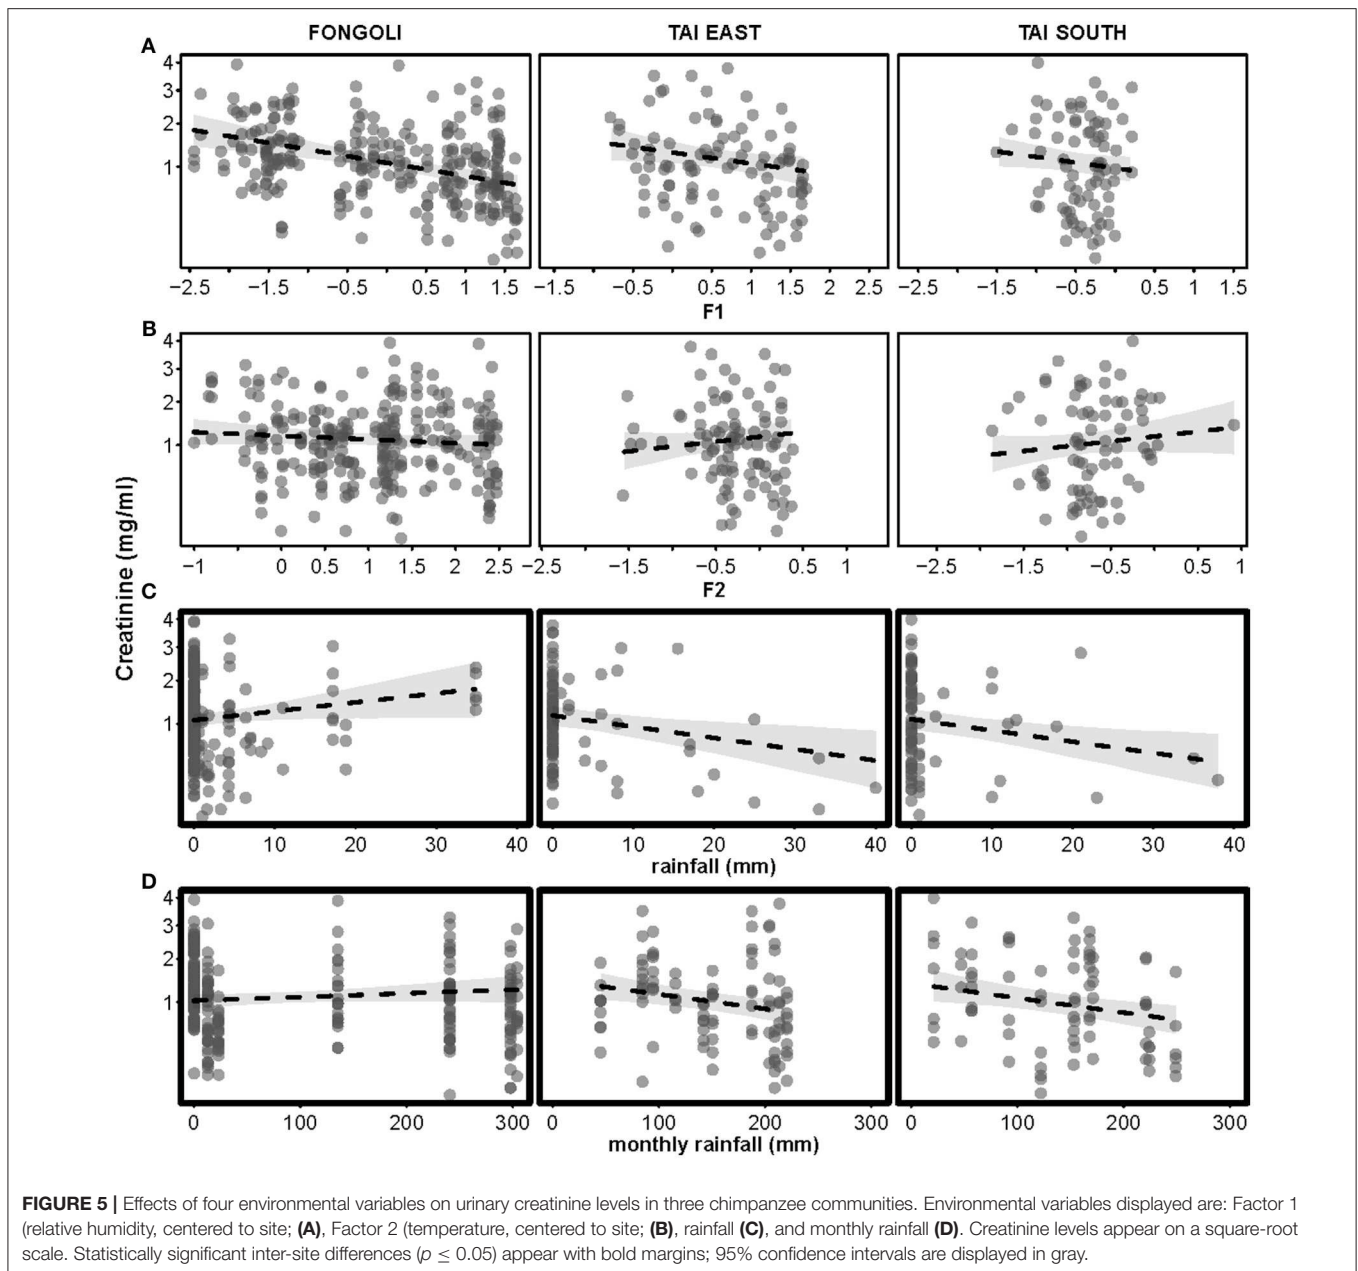 FONGOLI TAI EAST TAI SOUTH
A
4
3
2
1
−2.5 −1.5 −0.5 0.5 1 1.5
−1.5 −0.5 0.5 1.5 2 2.5
−2.5 −1.5 −0.5 0.5 1 1.5
F1
B
4
3
2
1
−1 0 0.5 1 1.5 2 2.5
−2.5 −1.5 −0.5 0 0.5 1
−2.5 −1.5 −0.5 0 1
F2
Creatinine (mg/ml)
C
4
3
2
1
0 10 20 30 40
0 10 20 30 40
0 10 20 30 40
rainfall (mm)
D
4
3
2
1
0 100 200 300
0 100 200 300
0 100 200 300
monthly rainfall (mm)
FIGURE 5 | Effects of four environmental variables on urinary creatinine levels in three chimpanzee communities. Environmental variables displayed are: Factor 1
(relative humidity, centered to site; (A), Factor 2 (temperature, centered to site; (B), rainfall (C), and monthly rainfall (D). Creatinine levels appear on a square-root
scale. Statistically significant inter-site differences (p ≤ 0.05) appear with bold margins; 95% confidence intervals are displayed in gray.